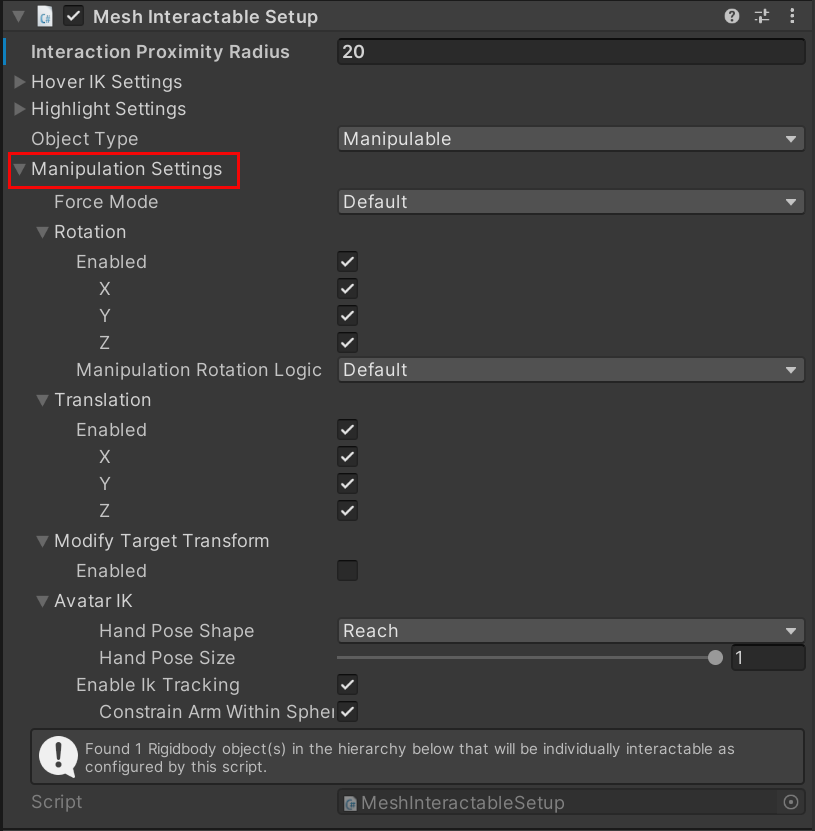 Mesh Interactable Setup
Interaction Proximity Radius 20
Hover IK Settings
Highlight Settings
Object Type Manipulable
Manipulation Settings
Force Mode Default
Rotation
Enabled
X
Y
Z
Manipulation Rotation Logic Default
Translation
Enabled
X
Y
Z
Modify Target Transform
Enabled
Avatar IK
Hand Pose Shape Reach
Hand Pose Size 1
Enable Ik Tracking
Constrain Arm Within Spher
Found 1 Rigidbody object(s) in the hierarchy below that will be individually interactable as
configured by this script.
Script MeshInteractableSetup